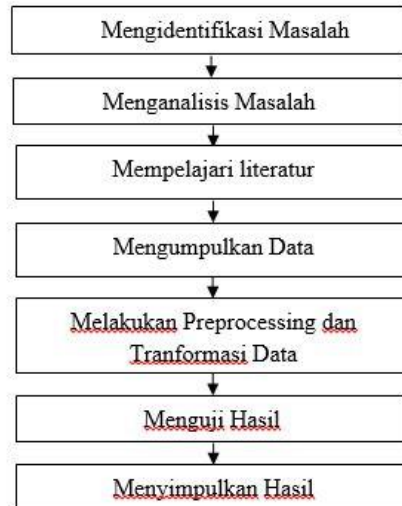 Mengidentifikasi Masalah
Menganalisis Masalah
Mempelajari literatur
Mengumpulkan Data
Melakukan Preprocessing dan
Tranformasi Data
Menguji Hasil
Menyimpulkan Hasil